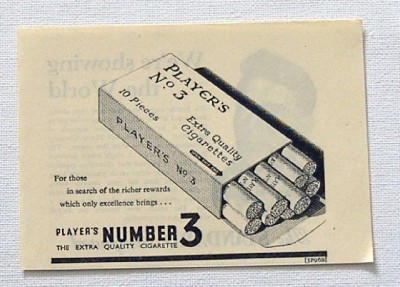 PLAYER'S
No 3
10 Pieces
Extra Quality
Cigarettes
PLAYER'S No 3
For those
in search of the richer rewards
which only excellence brings . . .
PLAYER'S NUMBER 3
THE EXTRA QUALITY CIGARETTE
[3P60B]